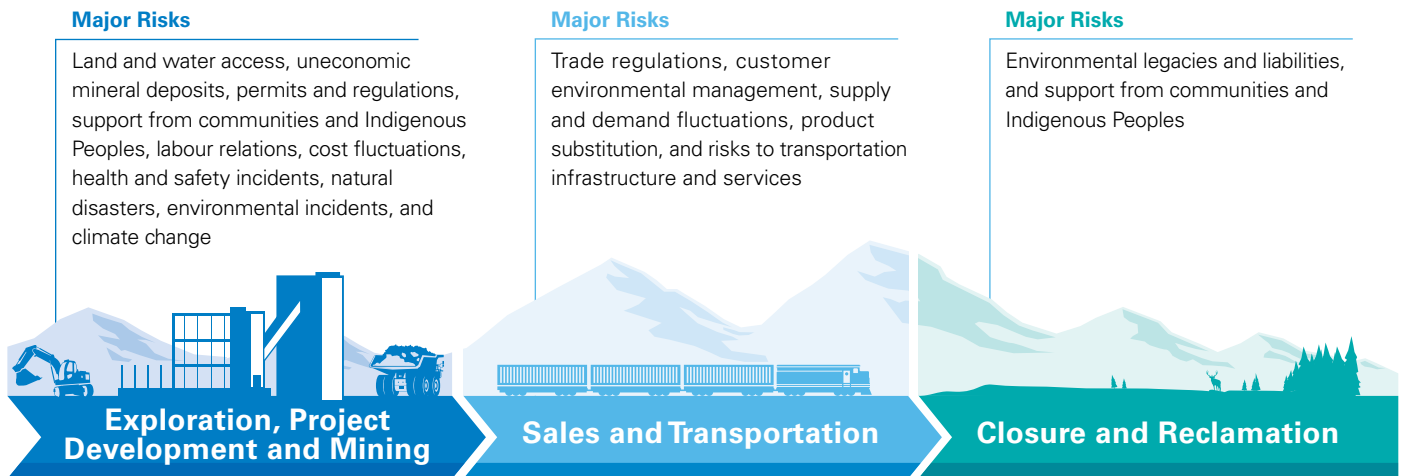 Major Risks
Land and water access, uneconomic
mineral deposits, permits and regulations,
support from communities and Indigenous
Peoples, labour relations, cost fluctuations,
health and safety incidents, natural
disasters, environmental incidents, and
climate change
Exploration, Project
Development and Mining
Major Risks
Trade regulations, customer
environmental management, supply
and demand fluctuations, product
substitution, and risks to transportation
infrastructure and services
Sales and Transportation
Major Risks
Environmental legacies and liabilities,
and support from communities and
Indigenous Peoples
Closure and Reclamation